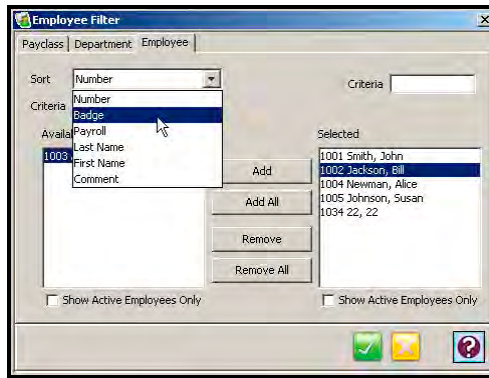 Employee Filter
Payclass Department Employee
Sort Number Criteria
Number
Criteria
Badge
Payroll
Selected
Last Name
First Name
Comment
1003
1001 Smith, John
1002 Jackson, Bill
1004 Newman, Alice
1005 Johnson, Susan
1034 22, 22
Add
Add All
Remove
Remove All
Show Active Employees Only Show Active Employees Only